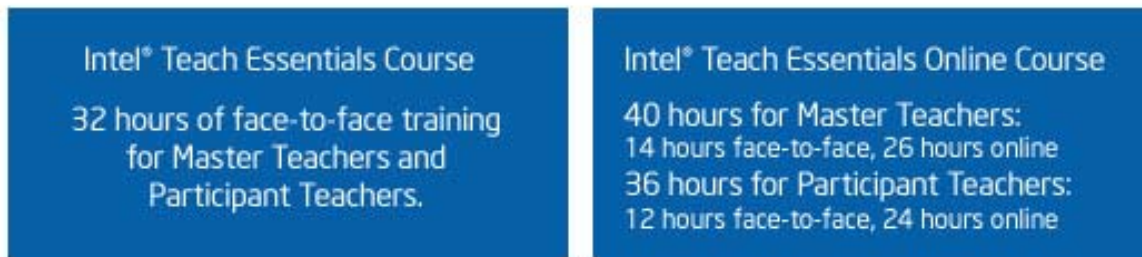 Intel® Teach Essentials Course
32 hours of face-to-face training
for Master Teachers and
Participant Teachers.
Intel® Teach Essentials Online Course
40 hours for Master Teachers:
14 hours face-to-face, 26 hours online
36 hours for Participant Teachers:
12 hours face-to-face, 24 hours online